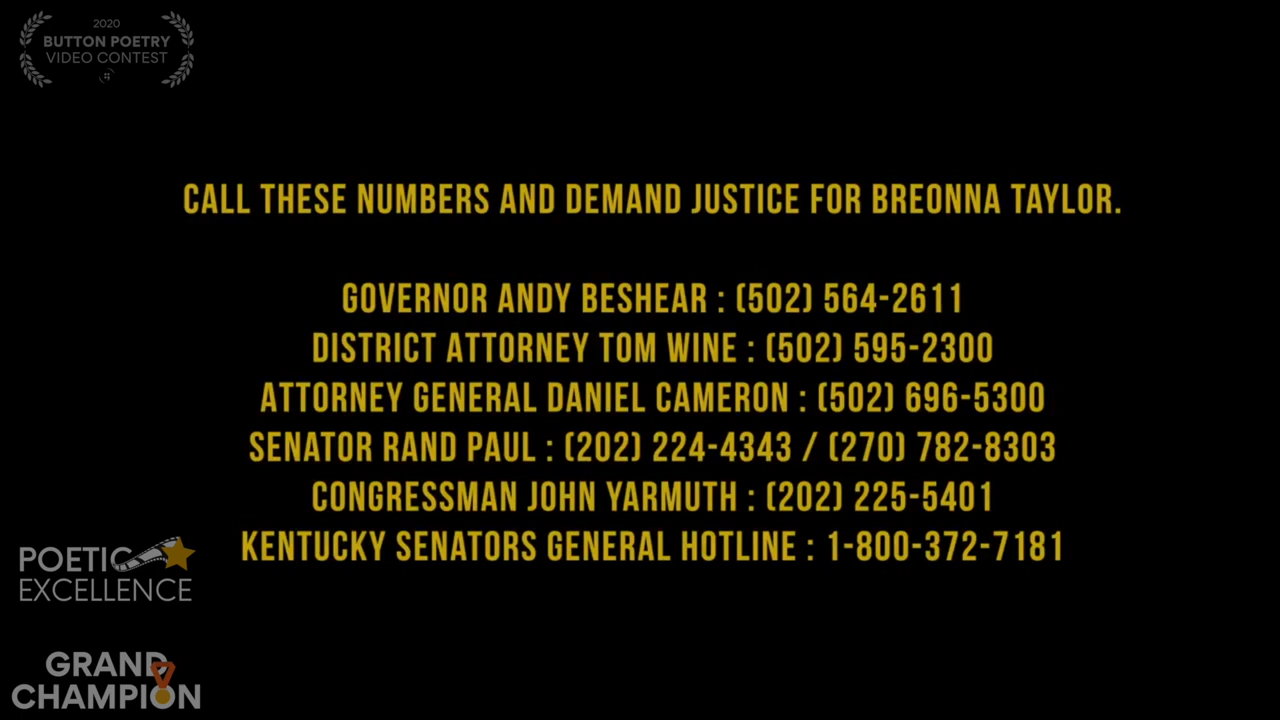 2020
BUTTON POETRY
VIDEO CONTEST
CALL THESE NUMBERS AND DEMAND JUSTICE FOR BREONNA TAYLOR.
GOVERNOR ANDY BESHEAR : (502) 564-2611
DISTRICT ATTORNEY TOM WINE : (502) 595-2300
ATTORNEY GENERAL DANIEL CAMERON : (502) 696-5300
SENATOR RAND PAUL : (202) 224-4343 / (270) 782-8303
CONGRESSMAN JOHN YARMUTH : (202) 225-5401
KENTUCKY SENATORS GENERAL HOTLINE : 1-800-372-7181
POETIC
EXCELLENCE
GRAND
CHAMPION